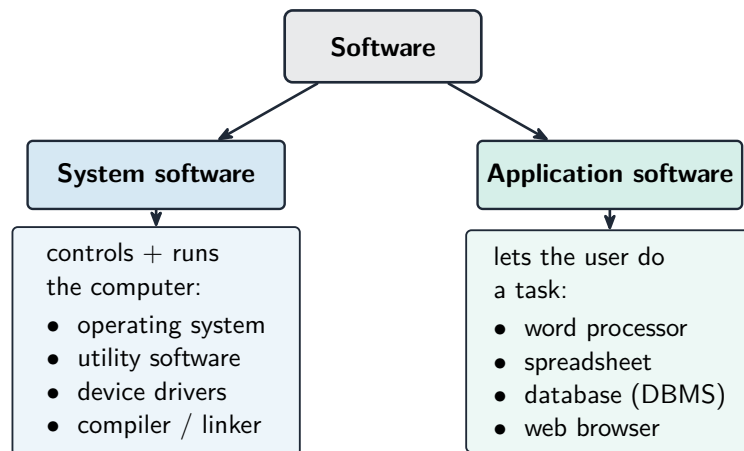 Software
System software
Application software
controls + runs
the computer:
• operating system
• utility software
• device drivers
• compiler / linker
lets the user do
a task:
• word processor
• spreadsheet
• database (DBMS)
• web browser